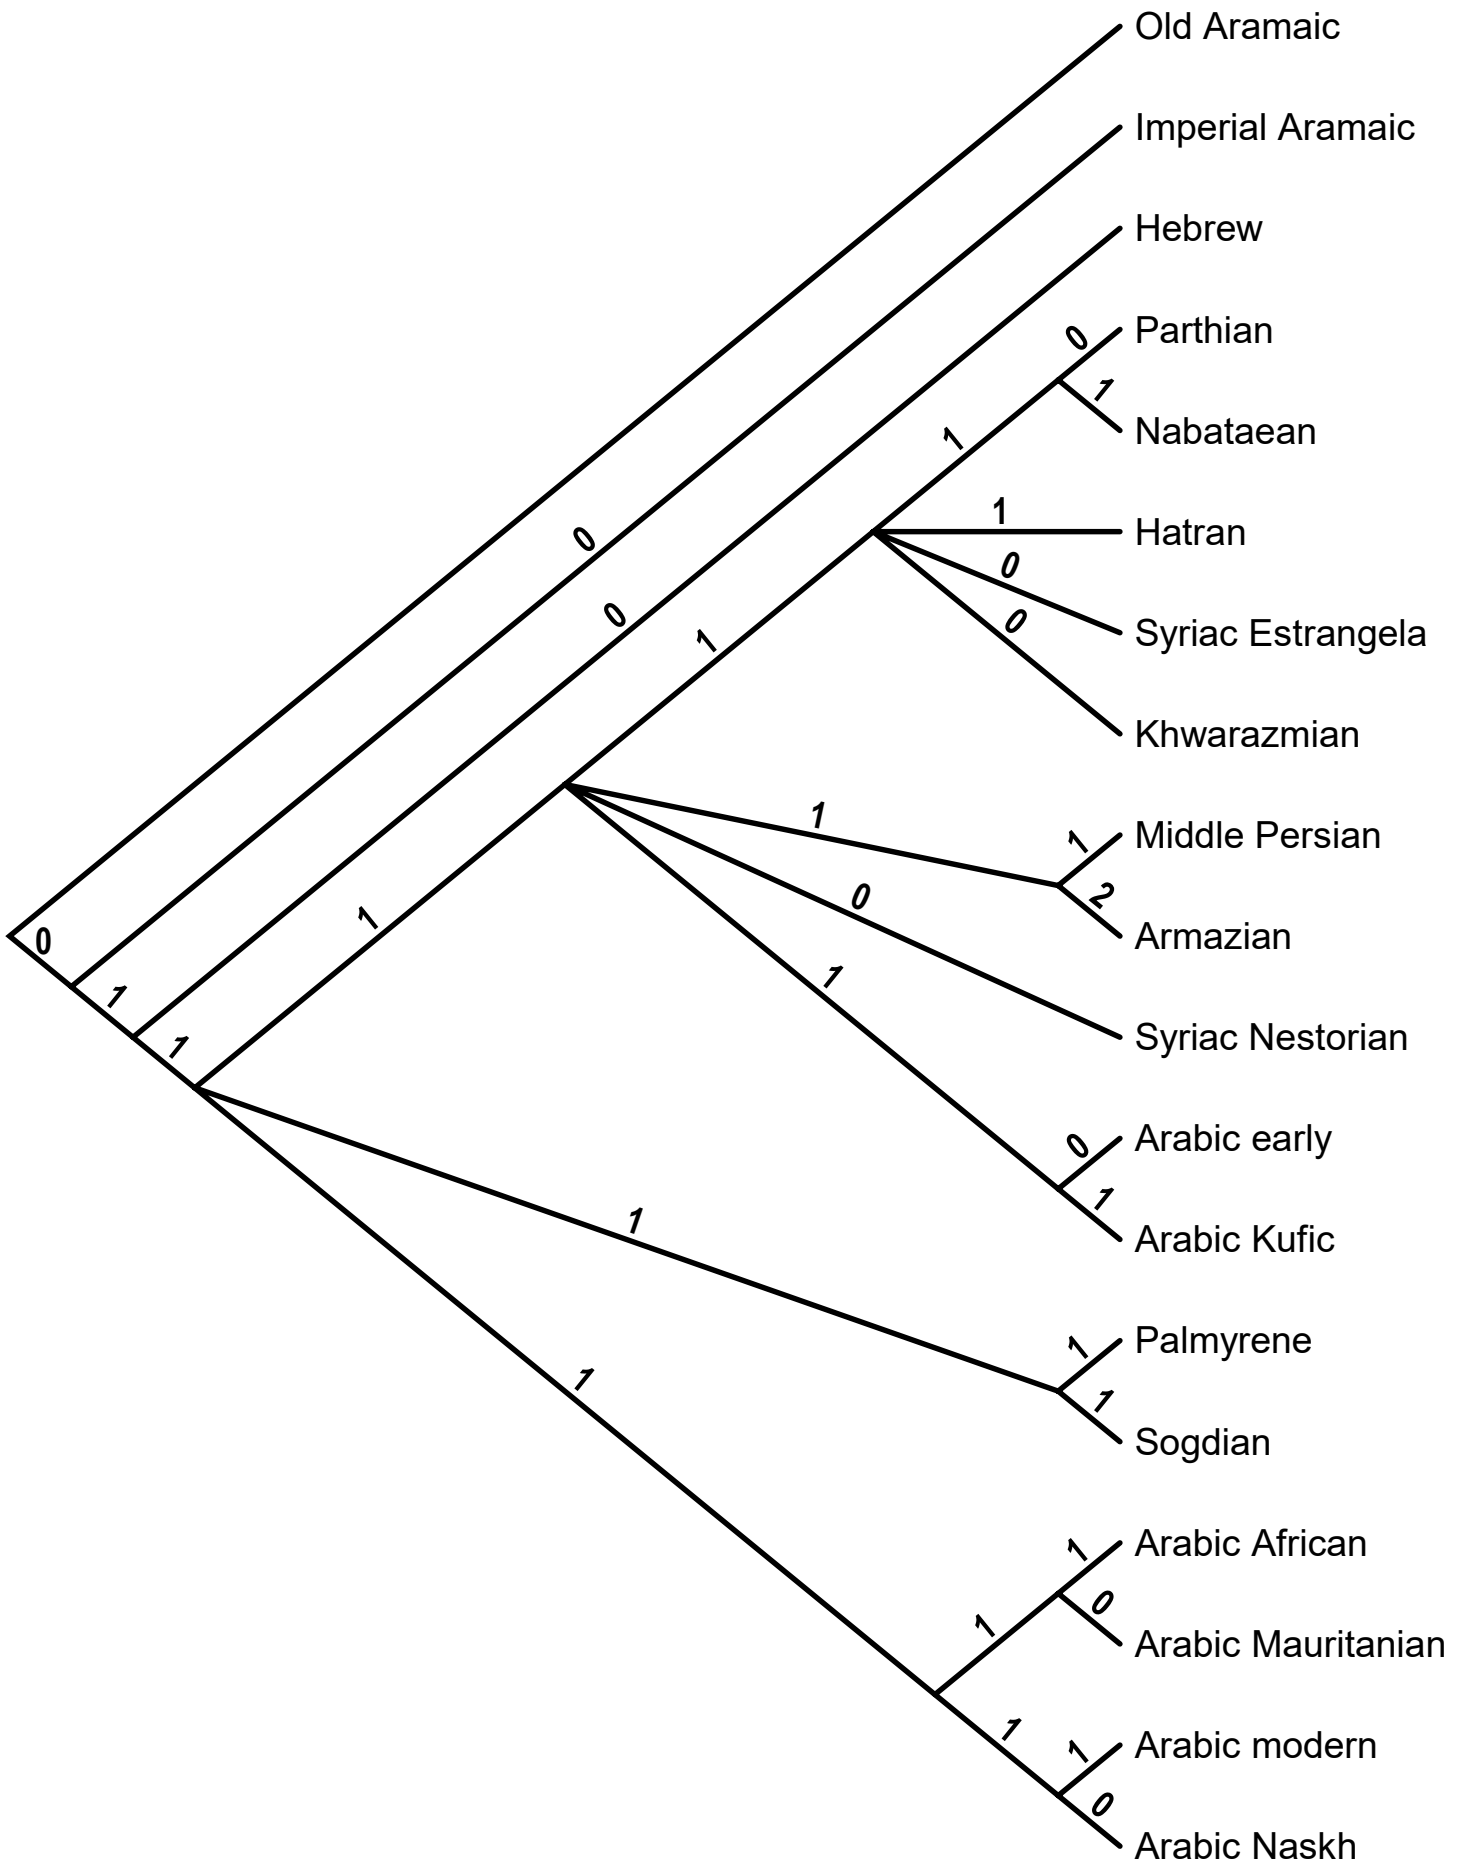 Old Aramaic
Imperial Aramaic
Hebrew
0
Parthian
1
Nabataean
1
1
Hatran
0
0
Syriac Estrangela
0
0
1
Khwarazmian
1
1
Middle Persian
0
2
1
Armazian
0
1
1
Syriac Nestorian
1
0
Arabic early
1
Arabic Kufic
1
1
Palmyrene
1
1
Sogdian
1
Arabic African
0
1
Arabic Mauritanian
1
1
Arabic modern
0
Arabic Naskh